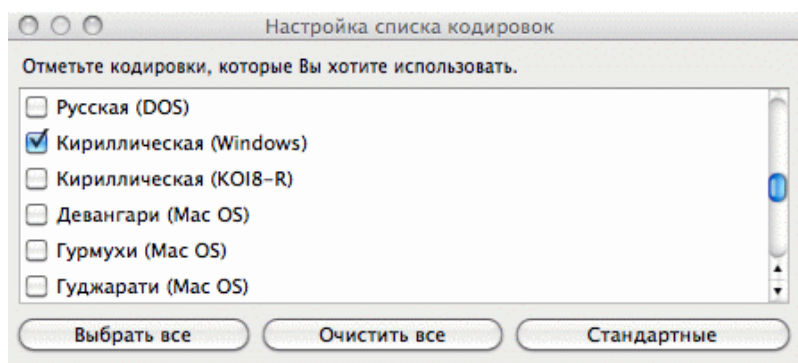 Настройка списка кодировок
Отметьте кодировки, которые Вы хотите использовать.
Русская (DOS)
Кириллическая (Windows)
Кириллическая (KOI8-R)
Девангари (Mac OS)
Гурмухи (Mac OS)
Гуджарати (Mac OS)
Выбрать все Очистить все Стандартные